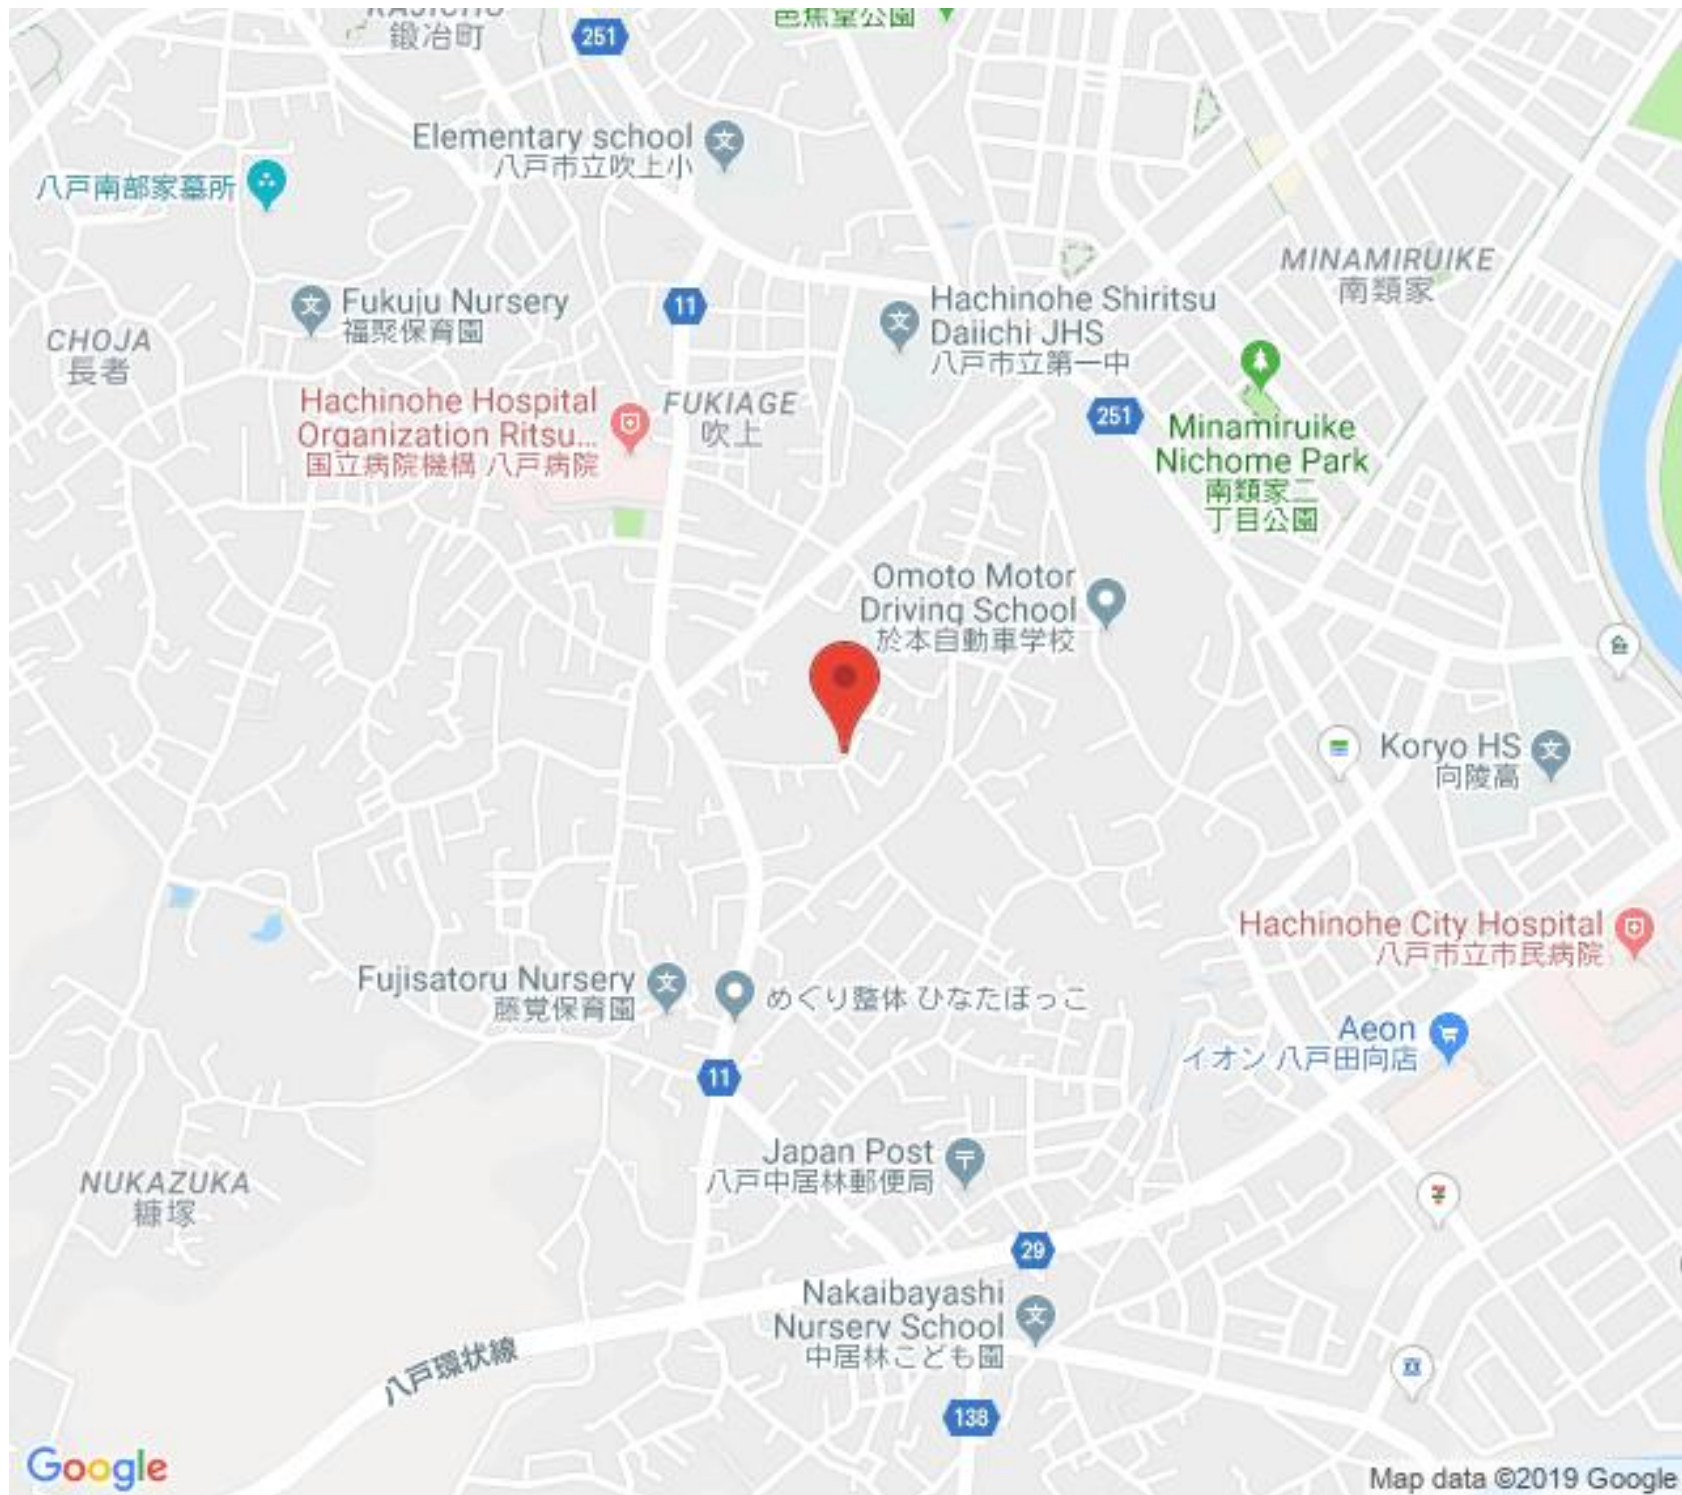 鍛冶町
251
芭蕉堂公園
Elementary school
八戸市立吹上小
八戸南部家墓所
MINAMIRUIKE
南類家
Fukuju Nursery
福聚保育園
11
Hachinohe Shiritsu
Daiichi JHS
八戸市立第一中
CHOJA
長者
Hachinohe Hospital
Organization Ritsu...
国立病院機構 八戸病院
FUKIAGE
吹上
251
Minamiruike
Nichome Park
南類家二
丁目公園
Omoto Motor
Driving School
於本自動車学校
Koryo HS
向陵高
Hachinohe City Hospital
八戸市立市民病院
Fujisatoru Nursery
藤覚保育園
めぐり整体 ひなたぼっこ
Aeon
イオン 八戸田向店
11
Japan Post
八戸中居林郵便局
NUKAZUKA
糠塚
29
Nakaibayashi
Nursery School
中居林こども園
八戸環状線
138
Google
Map data ©2019 Google